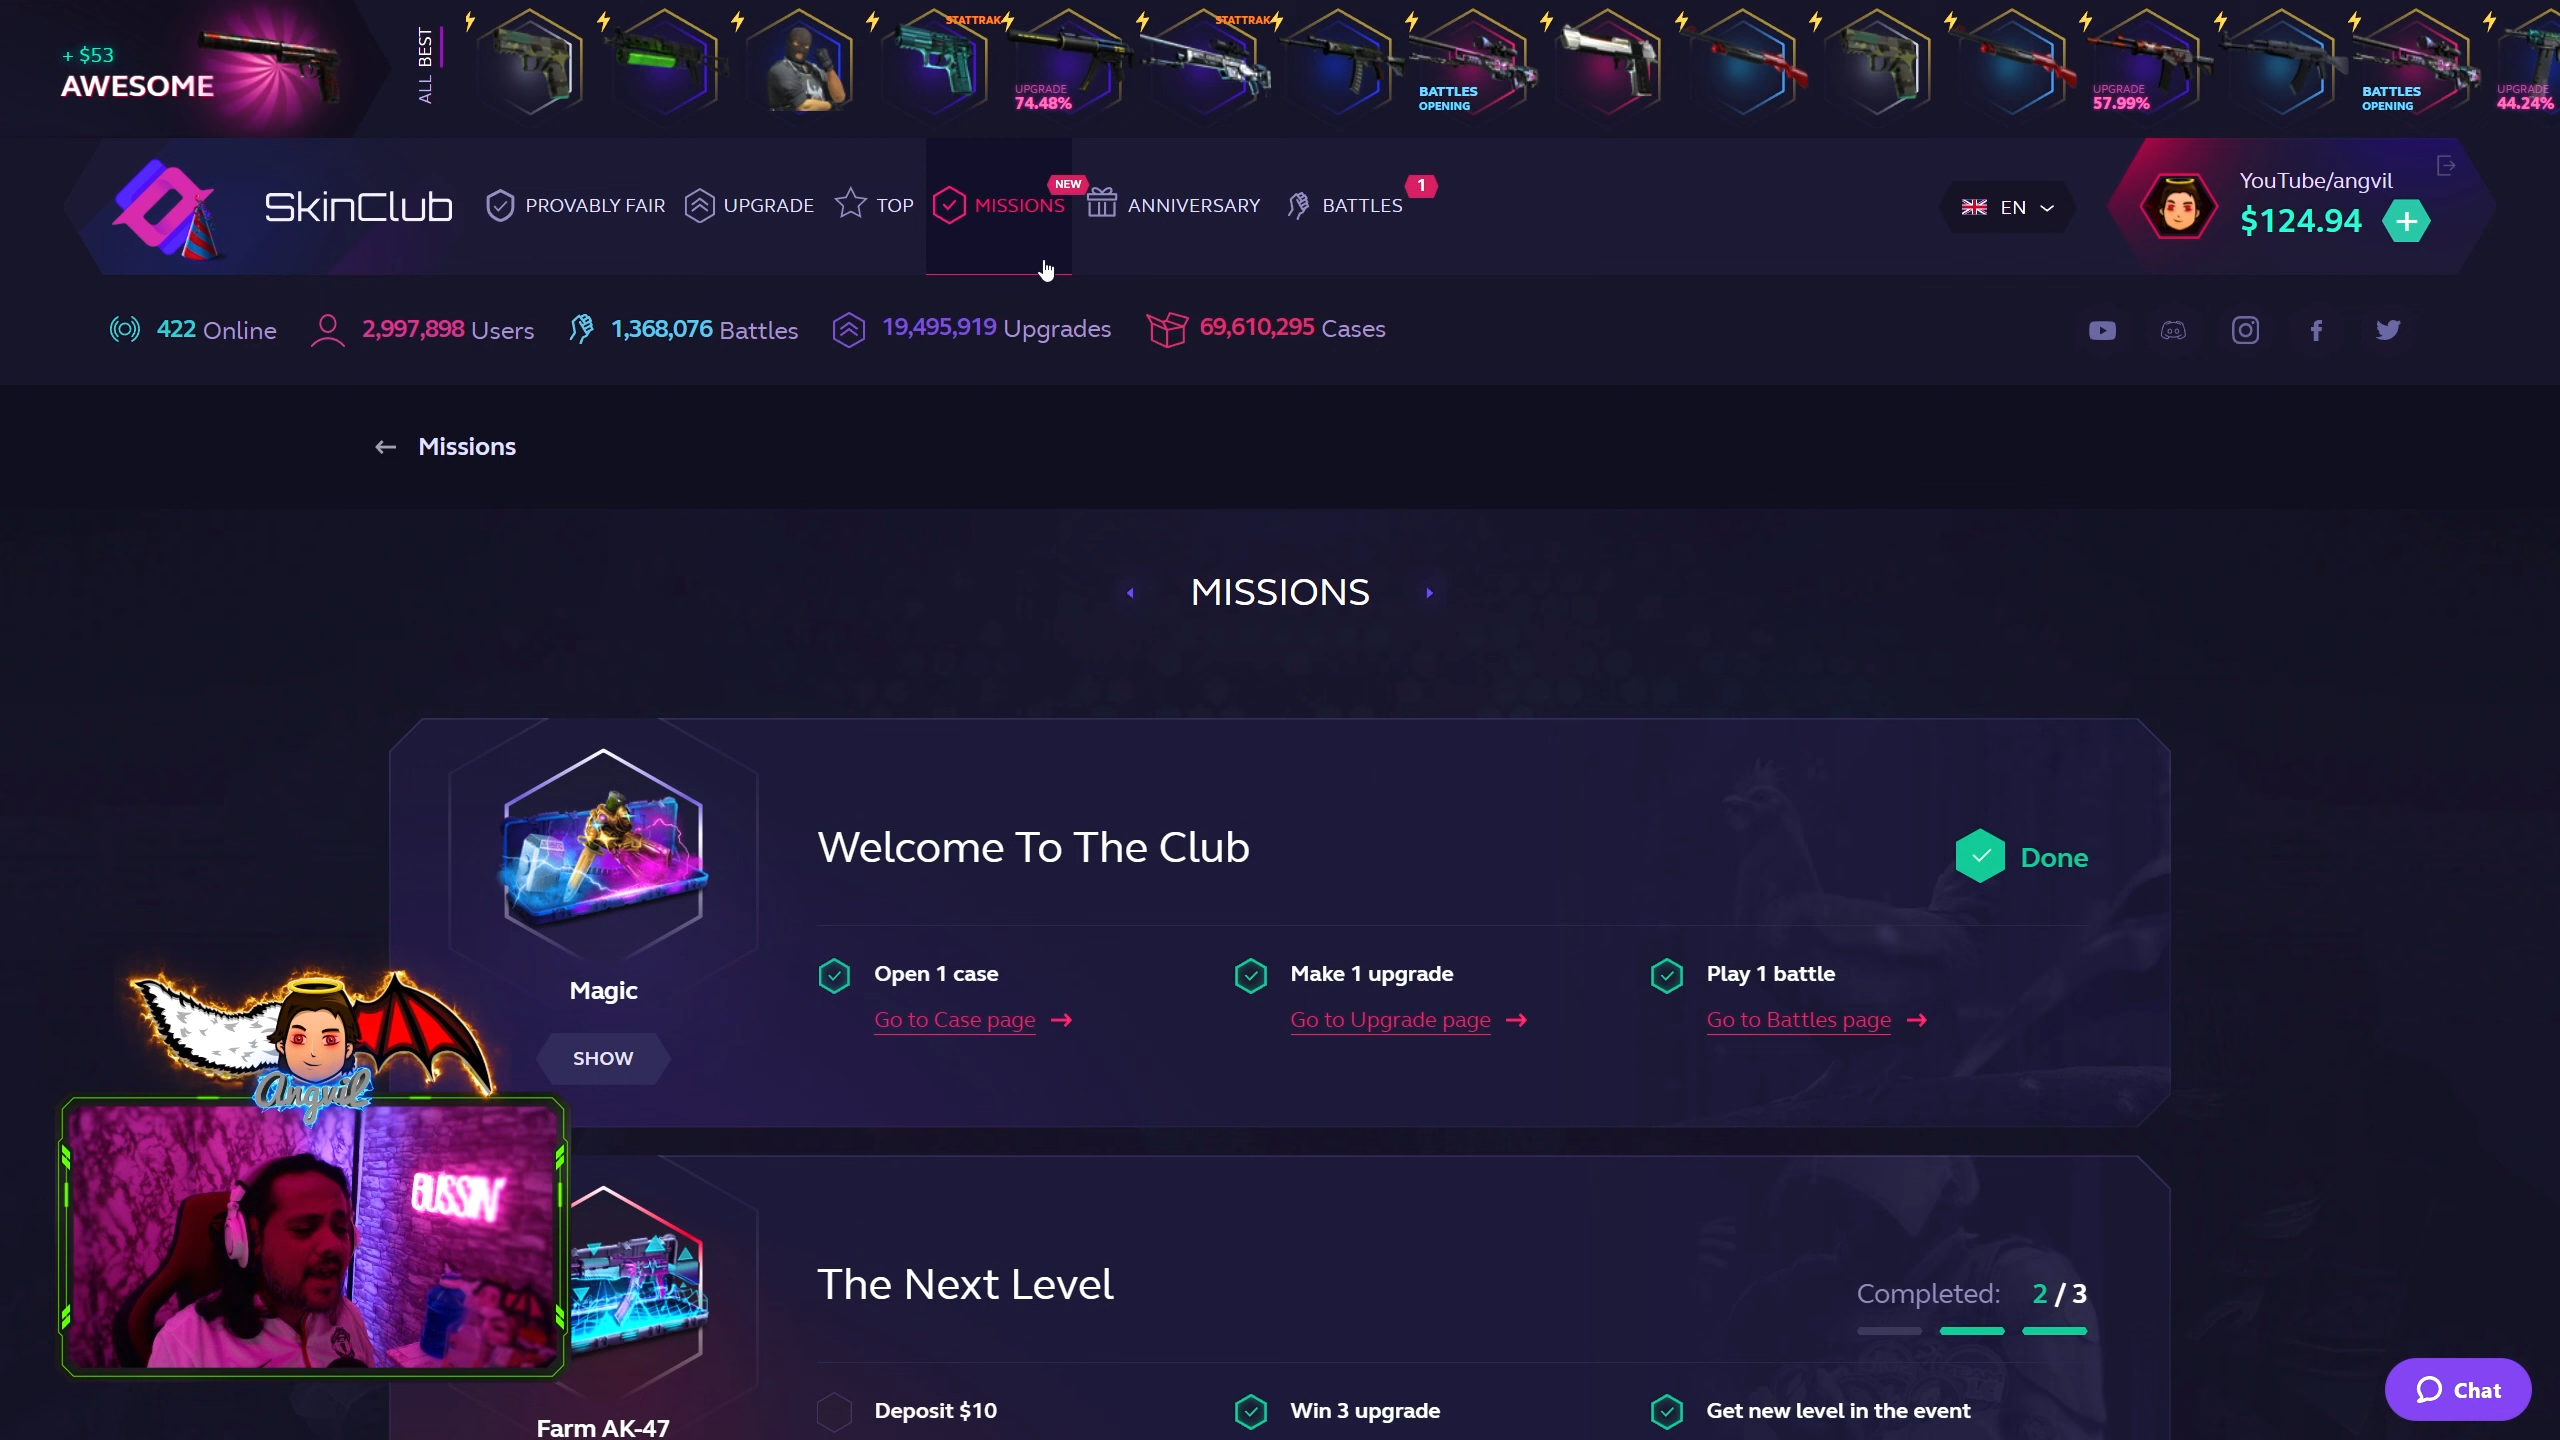 + $53
AWESOME
ALL BEST
STATTRAK
UPGRADE
74.48%
STATTRAK
BATTLES
OPENING
UPGRADE
57.99%
BATTLES
OPENING
UPGRADE
44.24%
SkinClub
PROVABLY FAIR
UPGRADE
TOP
MISSIONS
NEW
ANNIVERSARY
BATTLES
1
EN
YouTube/angvil
$124.94
422 Online
2,997,898 Users
1,368,076 Battles
19,495,919 Upgrades
69,610,295 Cases
Missions
MISSIONS
Welcome To The Club
Done
Magic
SHOW
Open 1 case
Go to Case page
Make 1 upgrade
Go to Upgrade page
Play 1 battle
Go to Battles page
Angvil
BUSSIN'
The Next Level
Completed: 2 / 3
Farm AK-47
Deposit $10
Win 3 upgrade
Get new level in the event
Chat